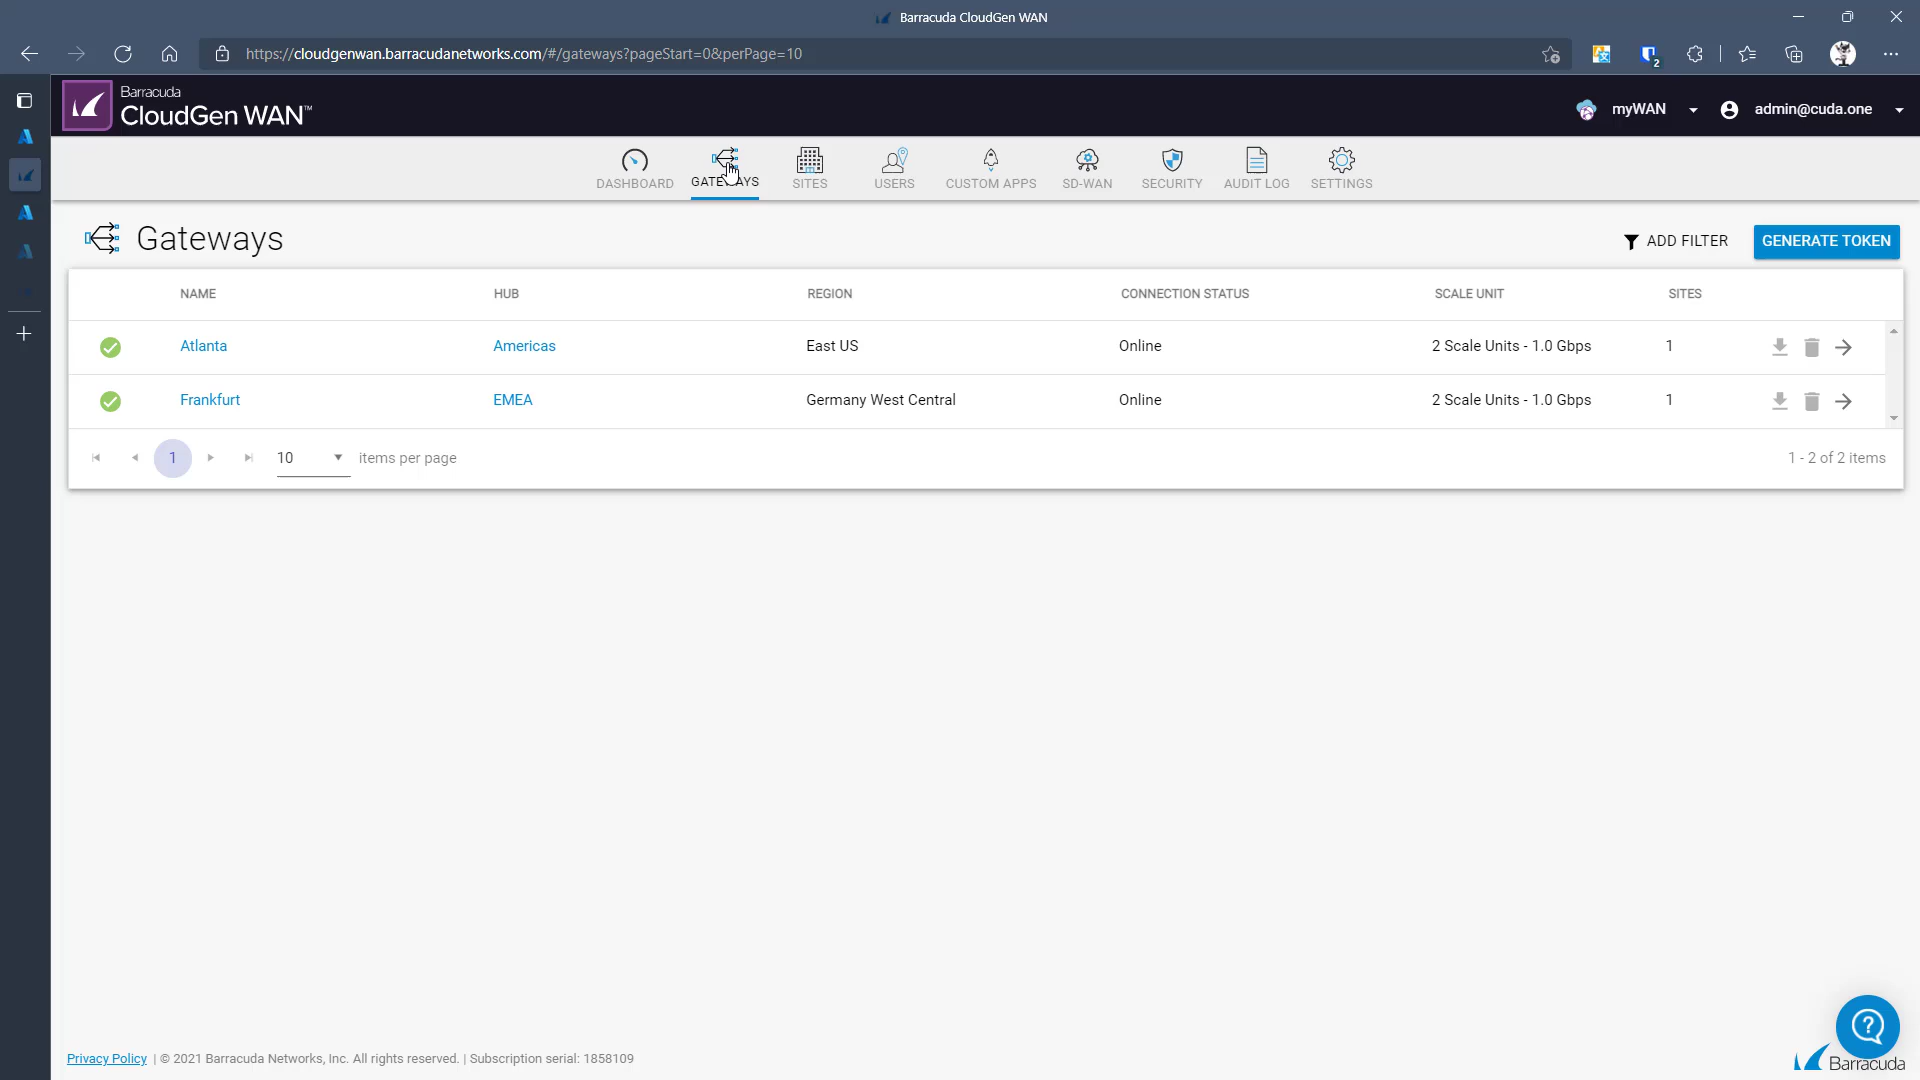 Barracuda CloudGen WAN
https://cloudgenwan.barracudanetworks.com/#/gateways?pageStart=0&perPage=10
2
Barracuda
CloudGen WAN™
myWAN
admin@cuda.one
DASHBOARD
GATEWAYS
SITES
USERS
CUSTOM APPS
SD-WAN
SECURITY
AUDIT LOG
SETTINGS
Gateways
ADD FILTER
GENERATE TOKEN
NAME HUB REGION CONNECTION STATUS SCALE UNIT SITES
Atlanta Americas East US Online 2 Scale Units - 1.0 Gbps 1
Frankfurt EMEA Germany West Central Online 2 Scale Units - 1.0 Gbps 1
1 10 items per page 1 - 2 of 2 items
Privacy Policy | © 2021 Barracuda Networks, Inc. All rights reserved. | Subscription serial: 1858109
Barracuda